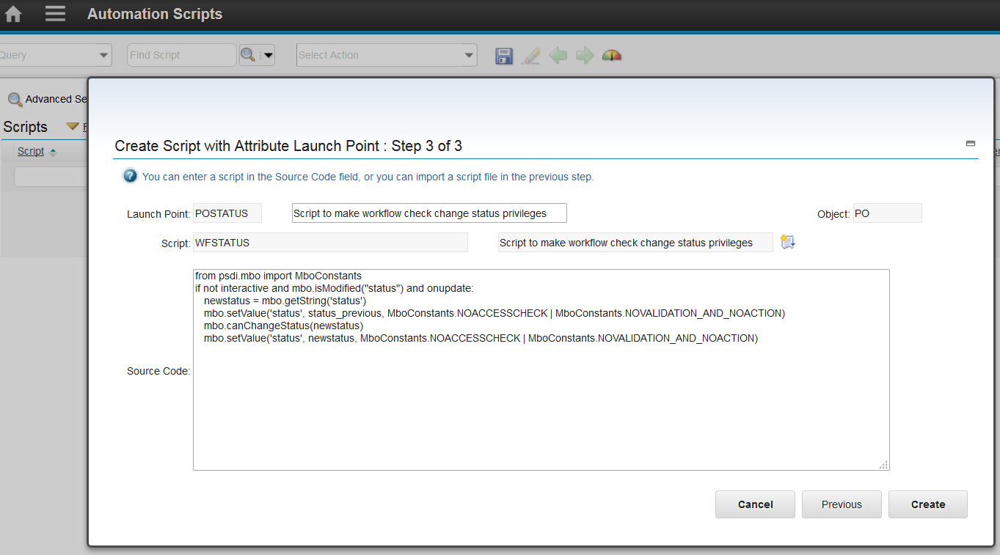 Automation Scripts
Query
Find Script
Select Action
Advanced Se
Scripts
Script
Create Script with Attribute Launch Point : Step 3 of 3
You can enter a script in the Source Code field, or you can import a script file in the previous step.
Launch Point: POSTATUS Script to make workflow check change status privileges Object: PO
Script: WFSTATUS Script to make workflow check change status privileges
from psdi.mbo import MboConstants
if not interactive and mbo.isModified("status") and onupdate:
newstatus = mbo.getString('status')
mbo.setValue('status', status_previous, MboConstants.NOACCESSCHECK | MboConstants.NOVALIDATION_AND_NOACTION)
mbo.canChangeStatus(newstatus)
mbo.setValue('status', newstatus, MboConstants.NOACCESSCHECK | MboConstants.NOVALIDATION_AND_NOACTION)
Source Code:
Cancel Previous Create